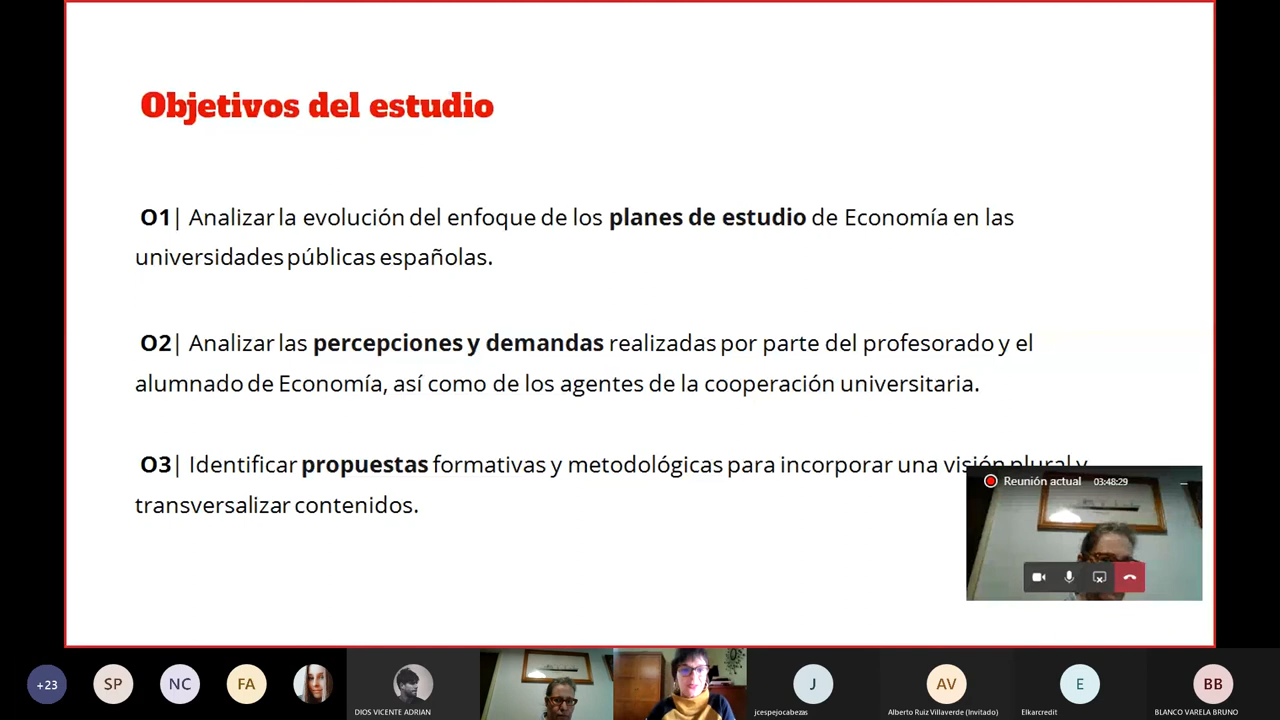 Objetivos del estudio
O1| Analizar la evolución del enfoque de los planes de estudio de Economía en las
universidades públicas españolas.
O2| Analizar las percepciones y demandas realizadas por parte del profesorado y el
alumnado de Economía, así como de los agentes de la cooperación universitaria.
O3| Identificar propuestas formativas y metodológicas para incorporar una visión plural y
transversalizar contenidos.
Reunión actual 03:48:29
+23 SP NC FA J AV E BB
DIOS VICENTE ADRIAN jcespejocabezas Alberto Ruiz Villaverde (Invitado) Elkarcredit BLANCO VARELA BRUNO